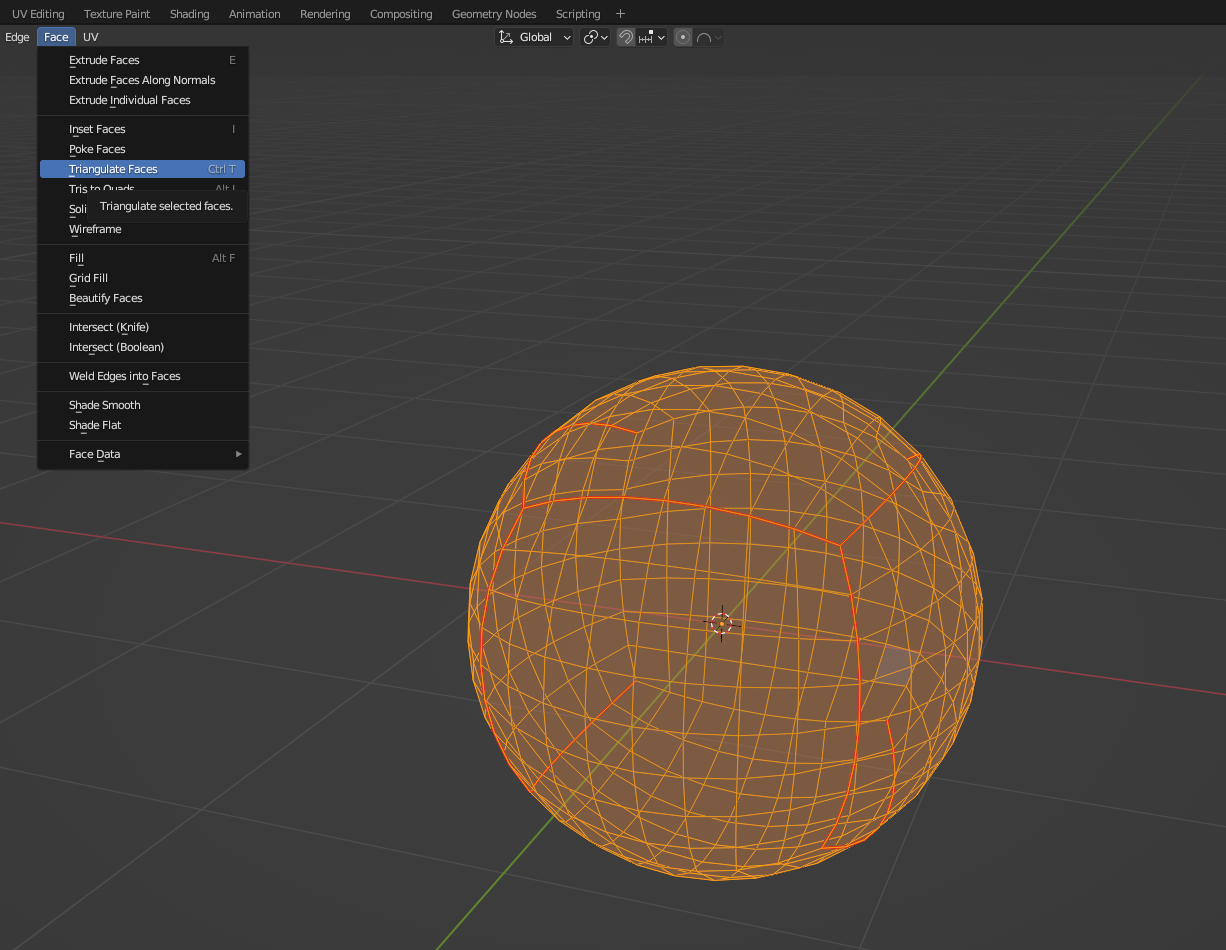 UV Editing Texture Paint Shading Animation Rendering Compositing Geometry Nodes Scripting +
Edge Face UV Global
Extrude Faces E
Extrude Faces Along Normals
Extrude Individual Faces
Inset Faces I
Poke Faces
Triangulate Faces Ctrl T
Tris to Quads Alt J
Soli
Triangulate selected faces.
Wireframe
Fill Alt F
Grid Fill
Beautify Faces
Intersect (Knife)
Intersect (Boolean)
Weld Edges into Faces
Shade Smooth
Shade Flat
Face Data